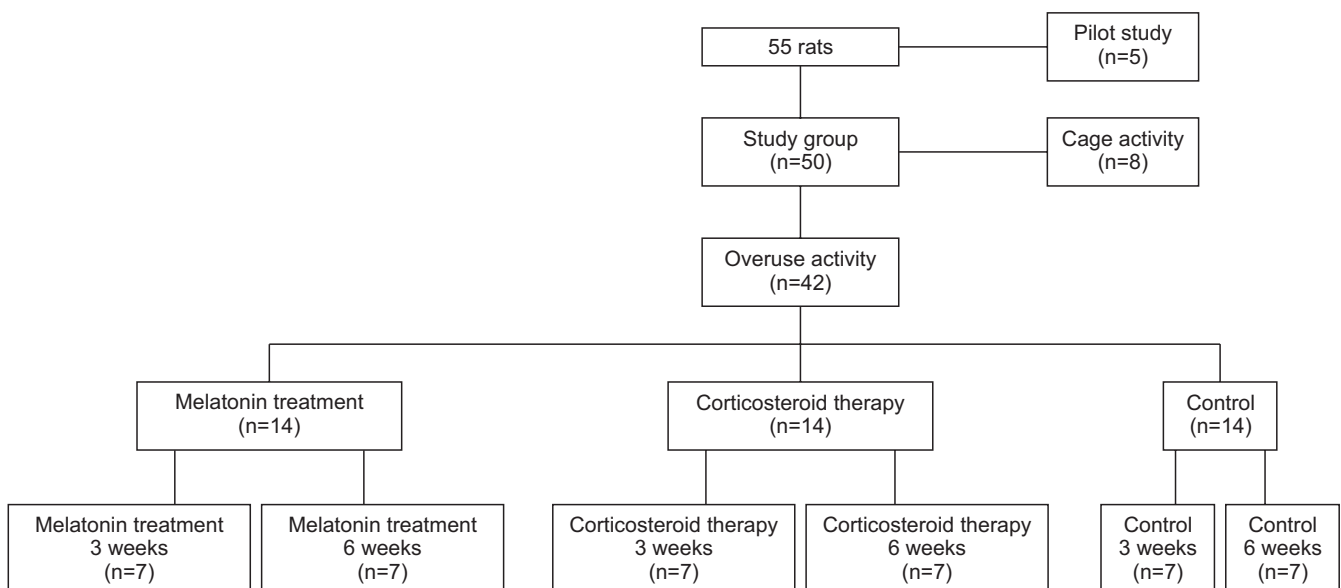 55 rats
Pilot study
(n=5)
Study group
(n=50)
Cage activity
(n=8)
Overuse activity
(n=42)
Melatonin treatment
(n=14)
Corticosteroid therapy
(n=14)
Control
(n=14)
Melatonin treatment
3 weeks
(n=7)
Melatonin treatment
6 weeks
(n=7)
Corticosteroid therapy
3 weeks
(n=7)
Corticosteroid therapy
6 weeks
(n=7)
Control
3 weeks
(n=7)
Control
6 weeks
(n=7)